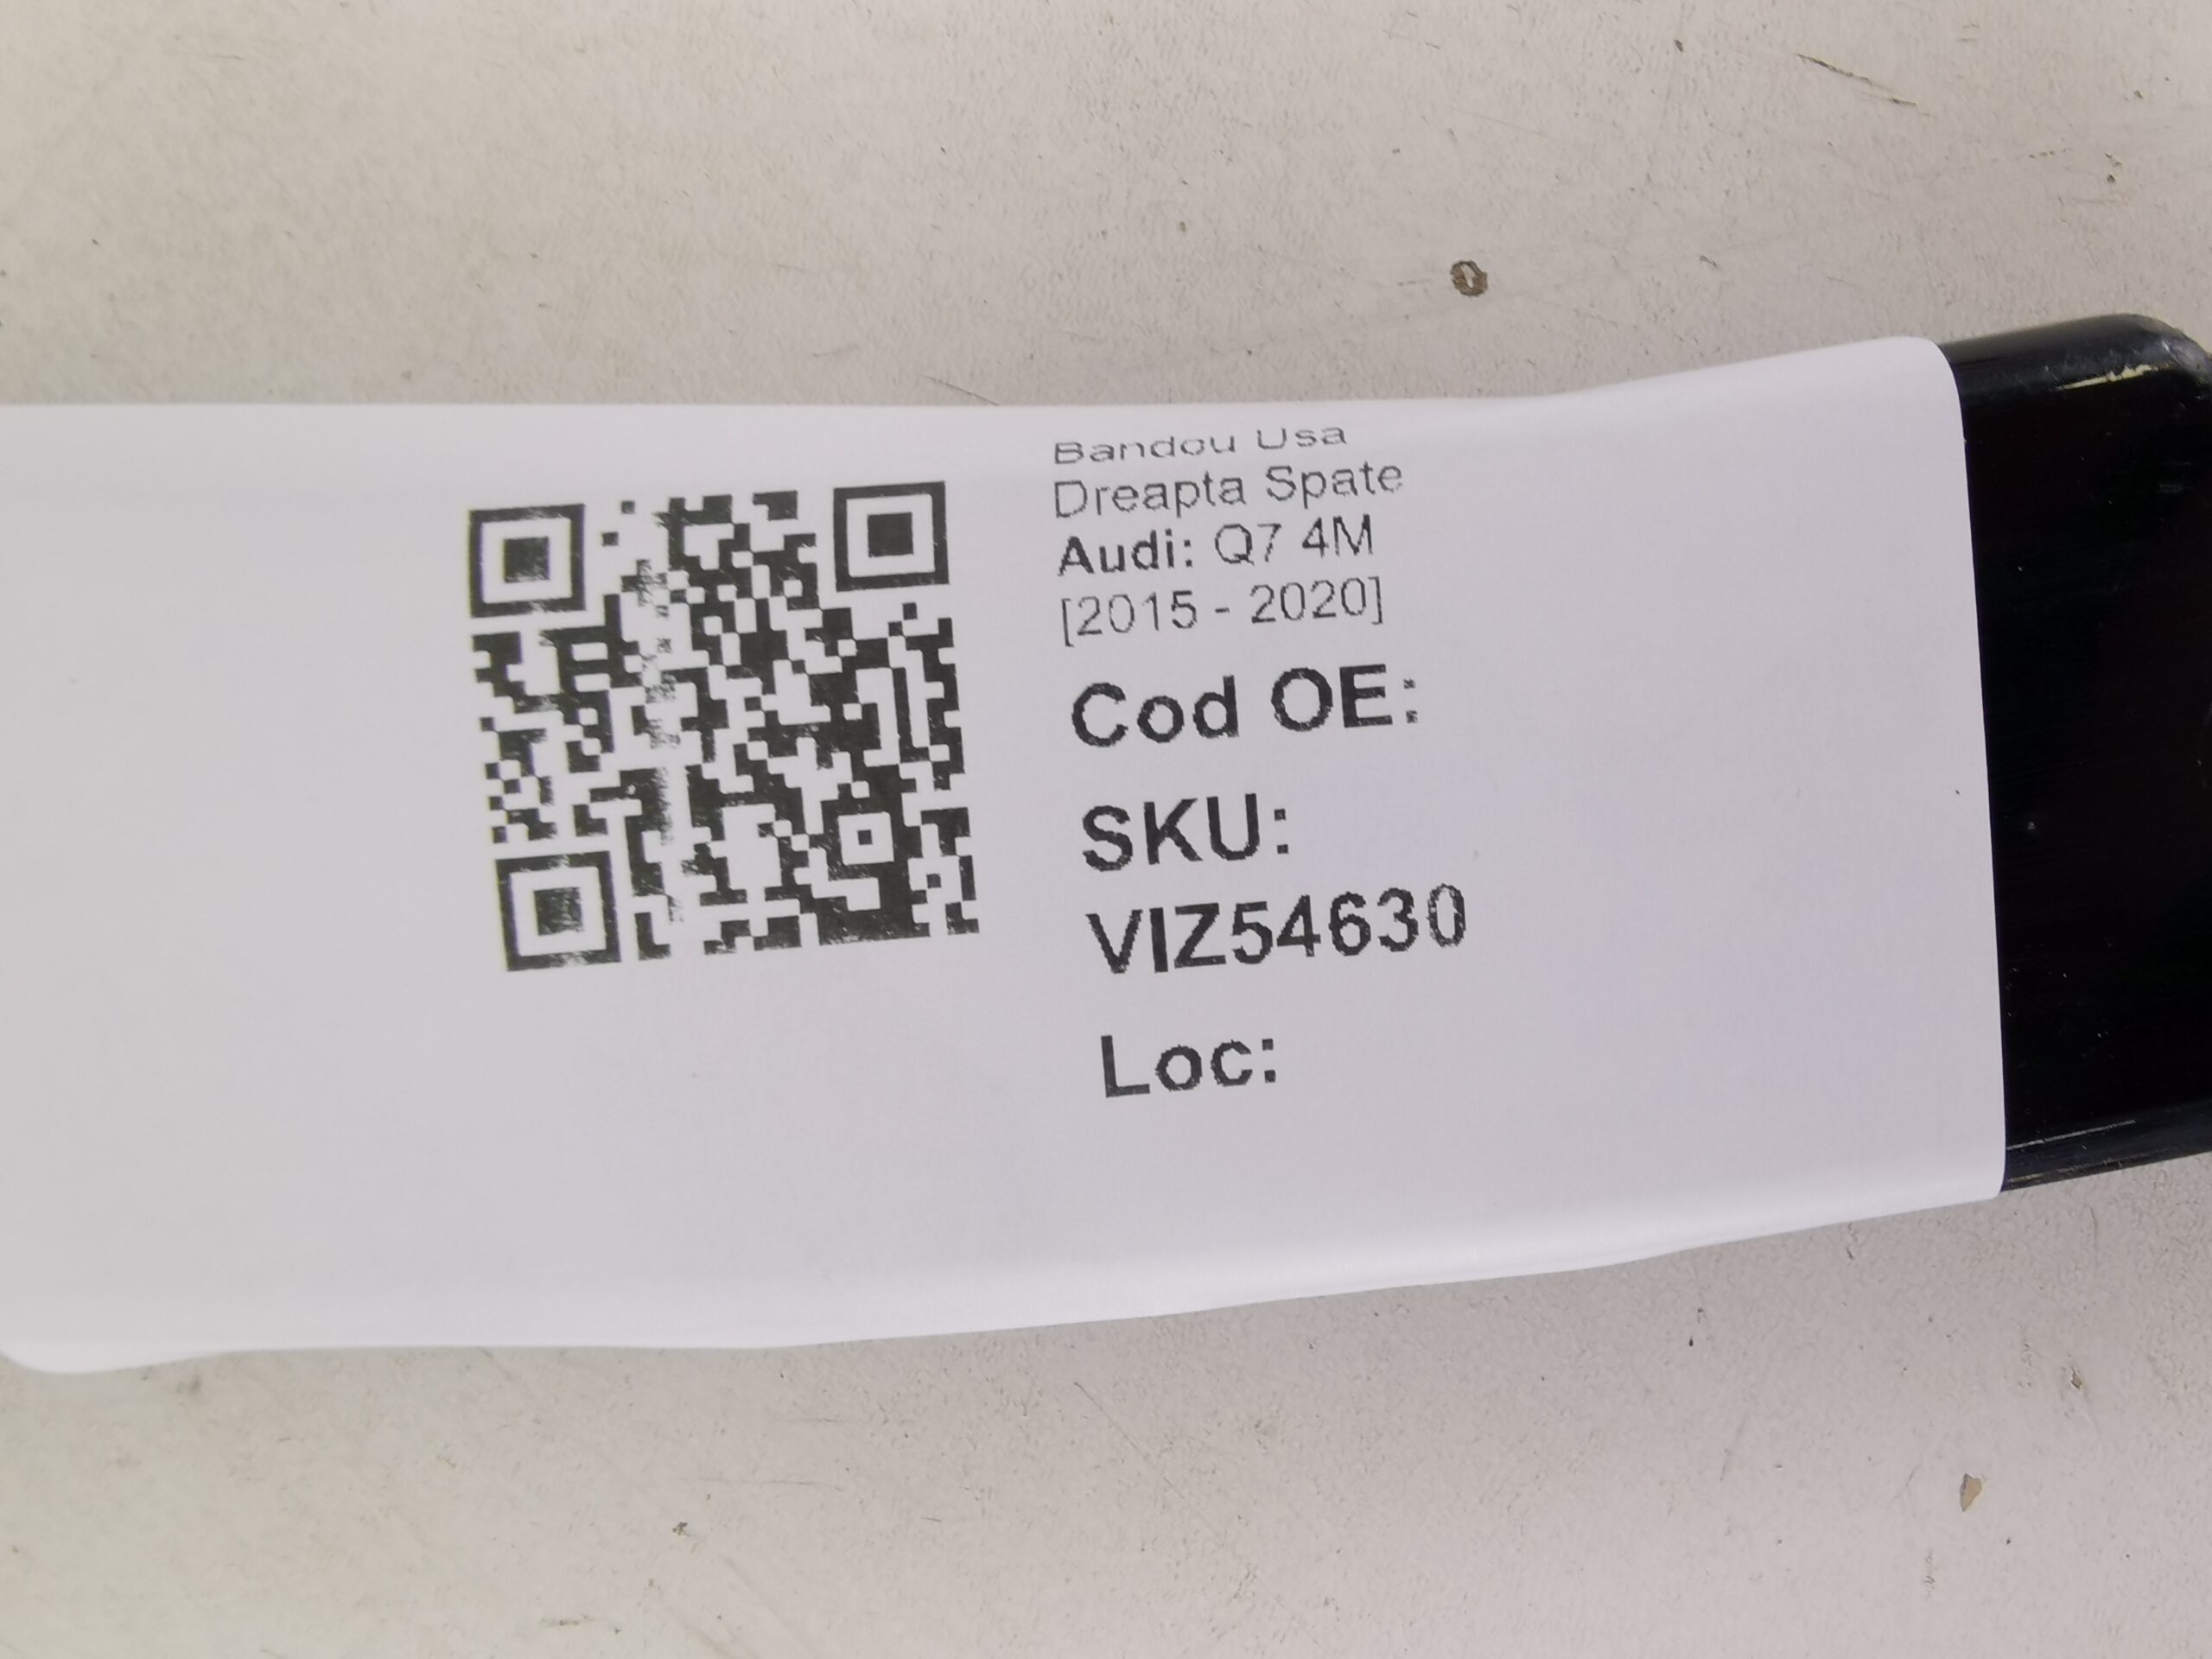 Bandou Usa
Dreapta Spate
Audi: Q7 4M
[2015 - 2020]
Cod OE:
SKU:
VIZ54630
Loc: